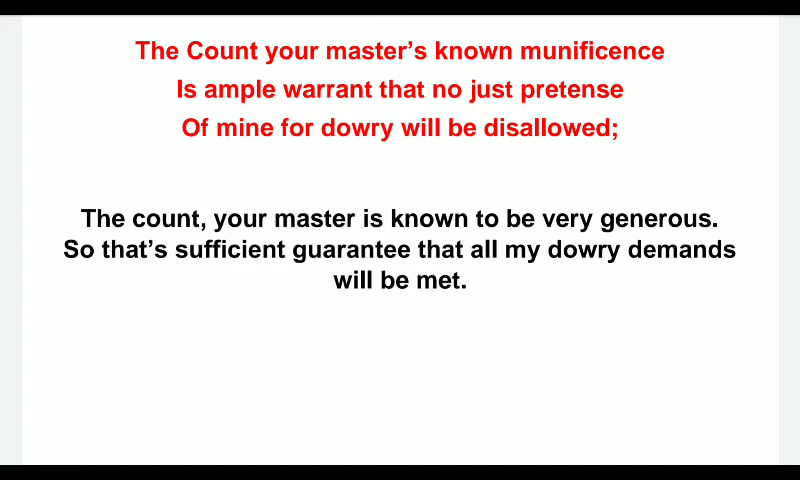 The Count your master’s known munificence
Is ample warrant that no just pretense
Of mine for dowry will be disallowed;
The count, your master is known to be very generous.
So that’s sufficient guarantee that all my dowry demands
will be met.